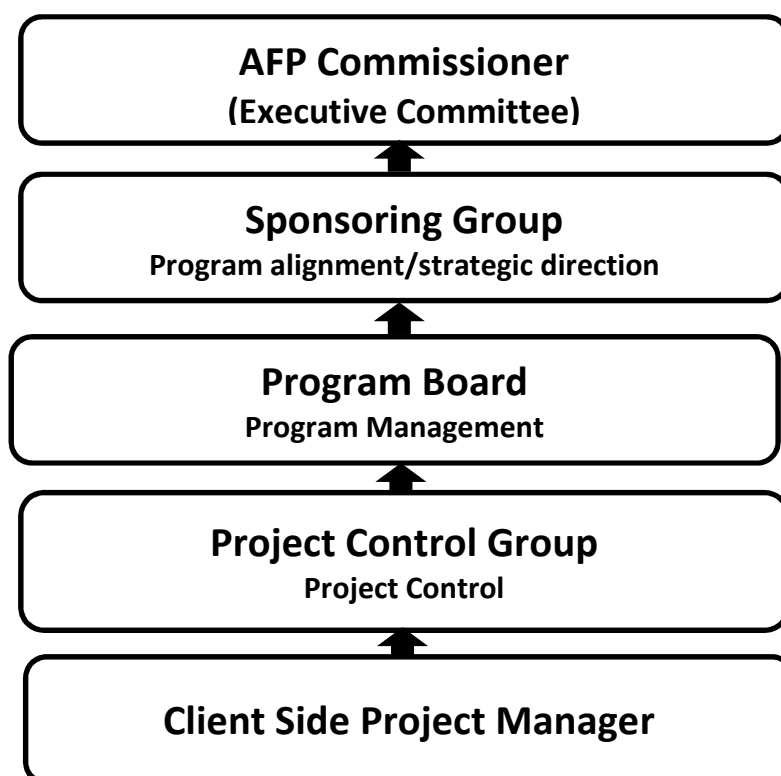 AFP Commissioner
(Executive Committee)
Sponsoring Group
Program alignment/strategic direction
Program Board
Program Management
Project Control Group
Project Control
Client Side Project Manager